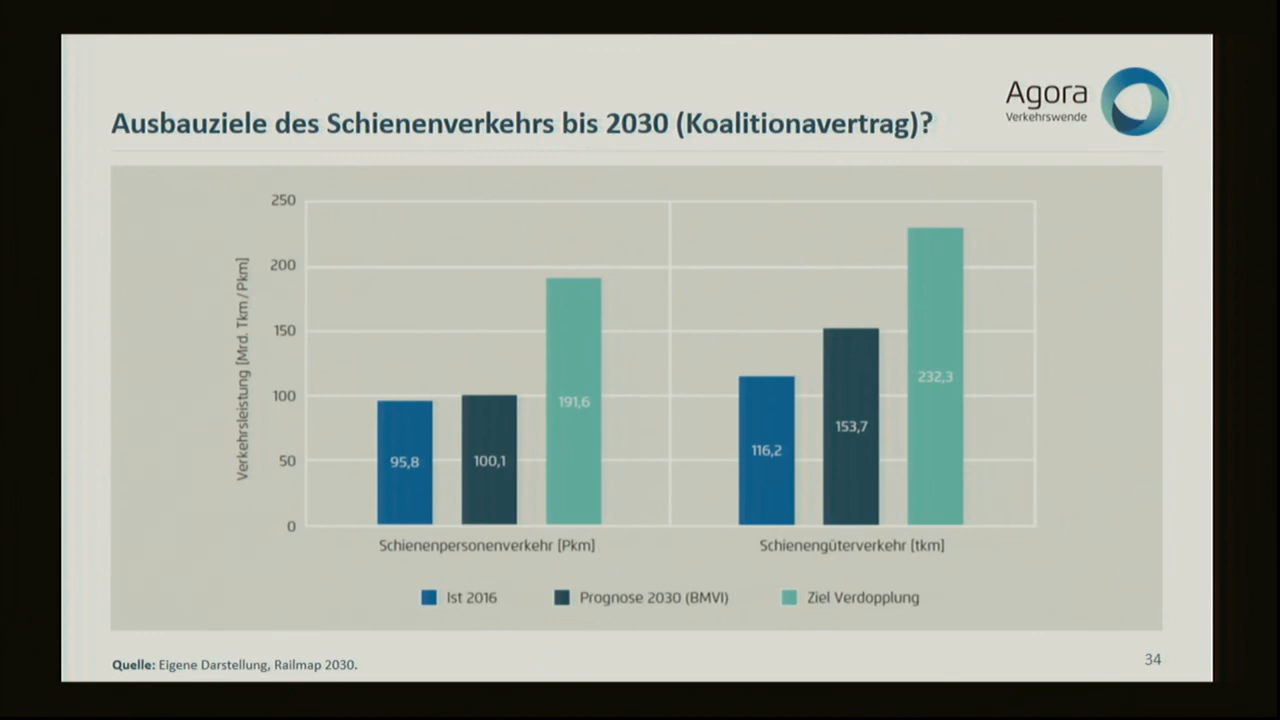 Agora
Verkehrswende
Ausbauziele des Schienenverkehrs bis 2030 (Koalitionavertrag)?
Verkehrsleistung [Mrd. Tkm / Pkm]
250
200
150
100
50
0
95,8
100,1
191,6
116,2
153,7
232,3
Schienenpersonenverkehr [Pkm]
Schienengüterverkehr [tkm]
Ist 2016
Prognose 2030 (BMVI)
Ziel Verdopplung
Quelle: Eigene Darstellung, Railmap 2030.
34